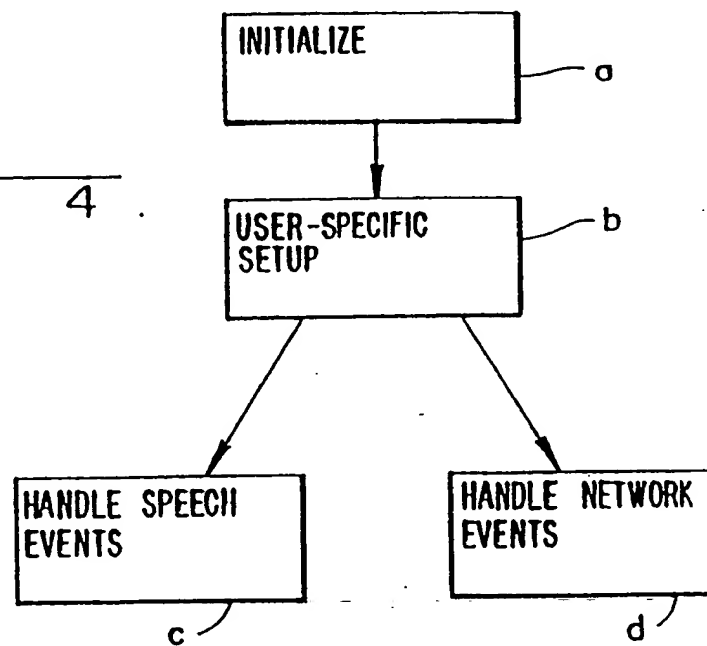 INITIALIZE
a
4
USER-SPECIFIC
SETUP
b
HANDLE SPEECH
EVENTS
c
HANDLE NETWORK
EVENTS
d